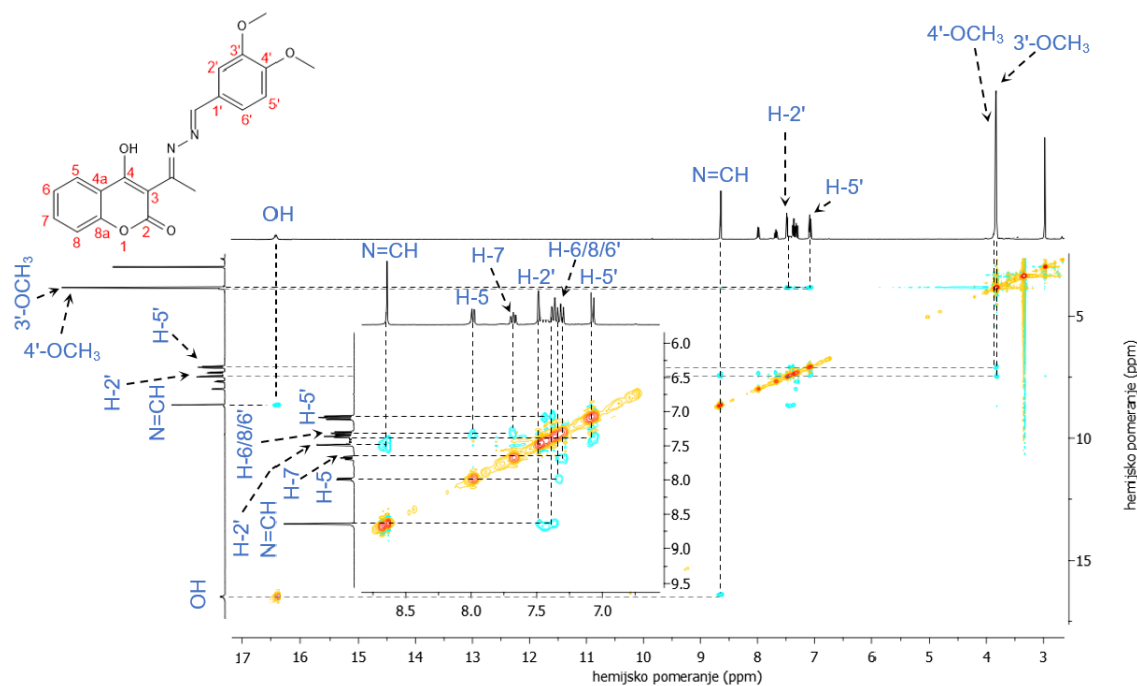 O
O
3'
4'
2'
5'
1'
6'
N
N
OH
5
4
4a
6
3
7
2
8a
8
O
1
O
4'-OCH₃
3'-OCH₃
H-2'
H-5'
N=CH
OH
N=CH
H-7
H-6/8/6'
H-2'
H-5'
H-5
3'-OCH₃
4'-OCH₃
H-5'
H-2'
N=CH
H-5'
H-6/8/6'
H-7
H-5
H-2'
N=CH
OH
6.0
6.5
7.0
7.5
8.0
8.5
9.0
9.5
8.5 8.0 7.5 7.0
5
10
15
hemijsko pomeranje (ppm)
17 16 15 14 13 12 11 10 9 8 7 6 5 4 3
hemijsko pomeranje (ppm)